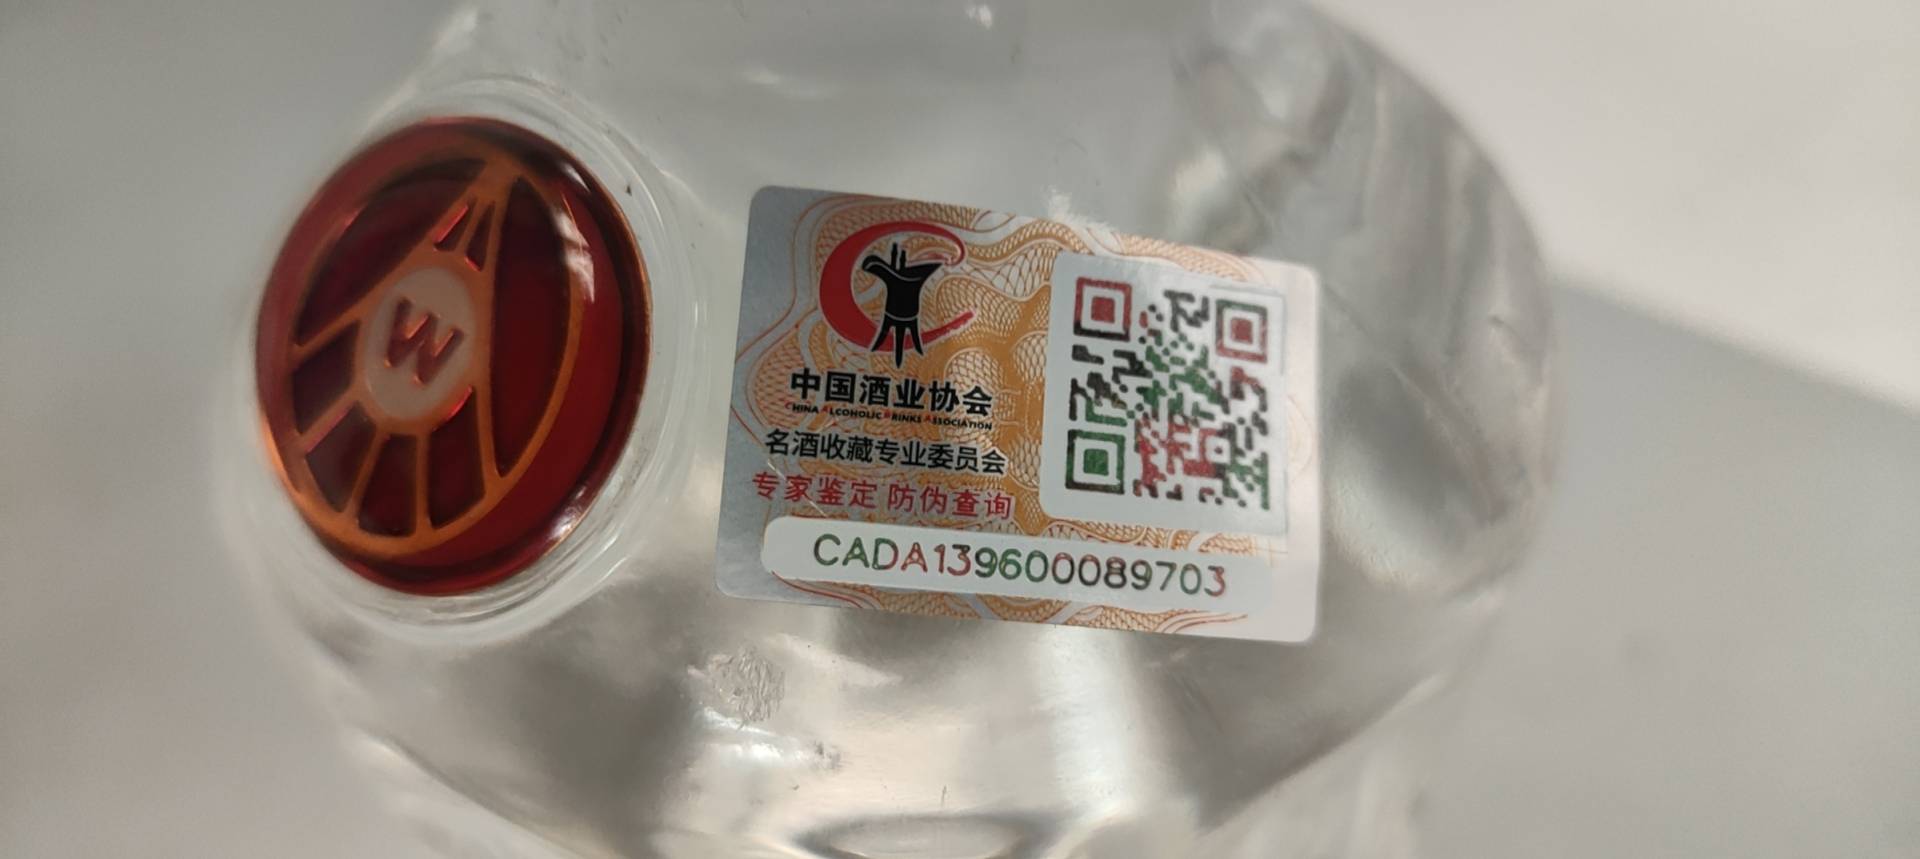 W
中国酒业协会
CHINA ALCOHOLIC DRINKS ASSOCIATION
名酒收藏专业委员会
专家鉴定 防伪查询
CADA139600089703